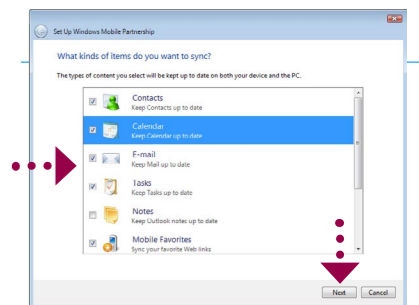 Set Up Windows Mobile Partnership
What kinds of items do you want to sync?
The types of content you select will be kept up to date on both your device and the PC.
Contacts
Keep Contacts up to date
Calendar
Keep Calendar up to date
E-mail
Keep Mail up to date
Tasks
Keep Tasks up to date
Notes
Keep Outlook notes up to date
Mobile Favorites
Sync your favorite Web links
Next Cancel